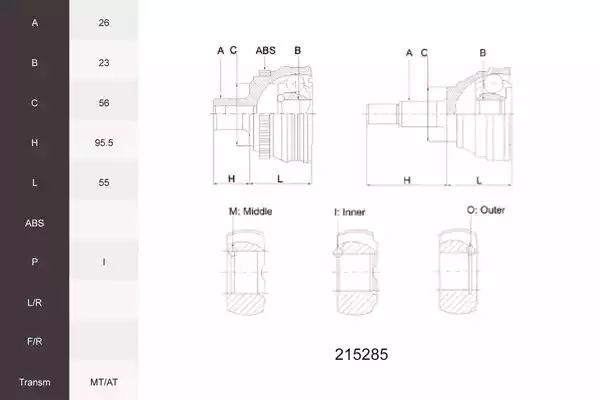 A 26
B 23
C 56
H 95.5
L 55
ABS
P I
L/R
F/R
Transm MT/AT
A C ABS B
A C B
H L
H L
M: Middle
I: Inner
O: Outer
215285